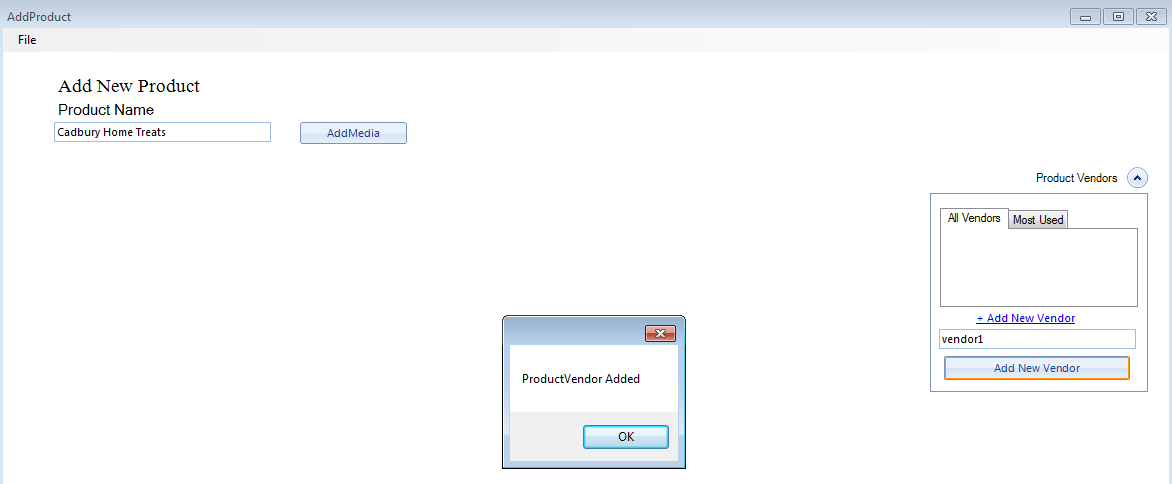 AddProduct
File
Add New Product
Product Name
Cadbury Home Treats
AddMedia
Product Vendors
All Vendors
Most Used
+ Add New Vendor
vendor1
Add New Vendor
ProductVendor Added
OK